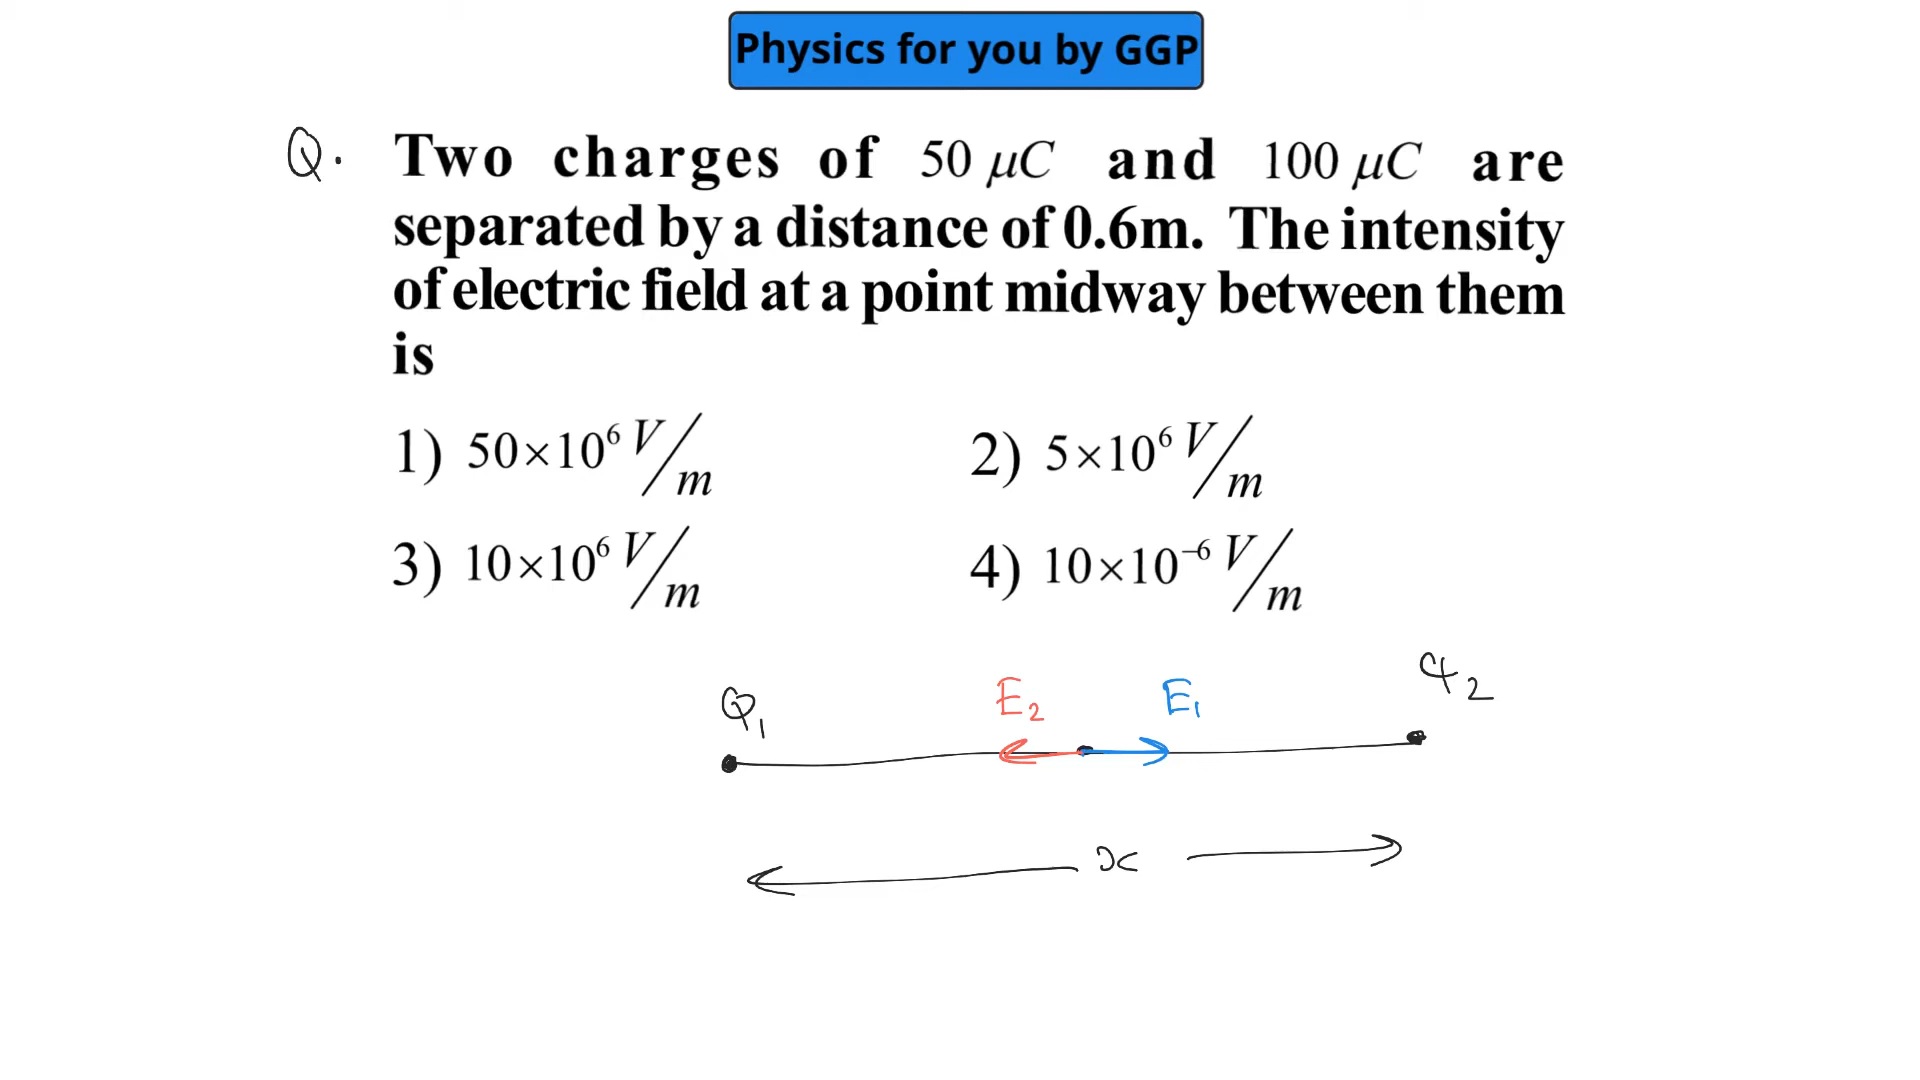 Physics for you by GGP
Q. Two charges of 50 μC and 100 μC are
separated by a distance of 0.6m. The intensity
of electric field at a point midway between them
is
1) 50×10⁶ V/m 2) 5×10⁶ V/m
3) 10×10⁶ V/m 4) 10×10⁻⁶ V/m
Q₁ E₂ E₁ q₂
x